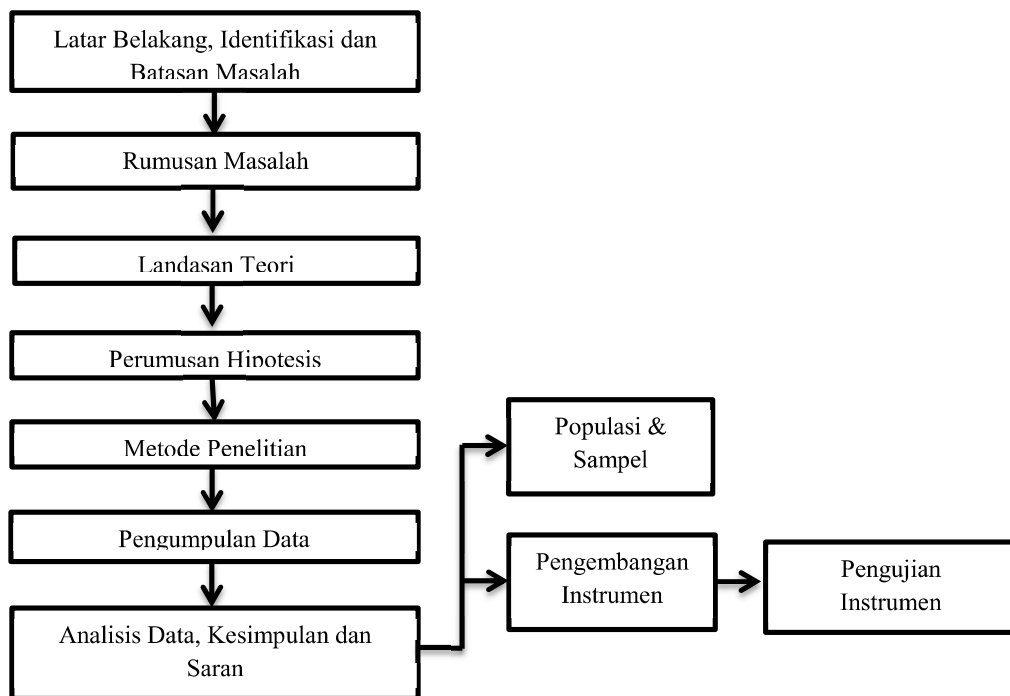 Latar Belakang, Identifikasi dan
Batasan Masalah
Rumusan Masalah
Landasan Teori
Perumusan Hipotesis
Metode Penelitian
Pengumpulan Data
Analisis Data, Kesimpulan dan
Saran
Populasi &
Sampel
Pengembangan
Instrumen
Pengujian
Instrumen